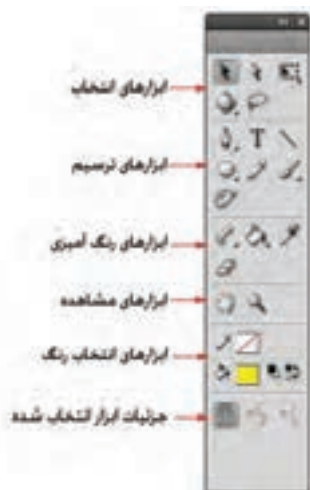 ابزارهای انتخاب
ابزارهای ترسیم
ابزارهای رنگ آمیزی
ابزارهای مشاهده
ابزارهای انتخاب رنگ
جزئیات ابزار انتخاب شده
T